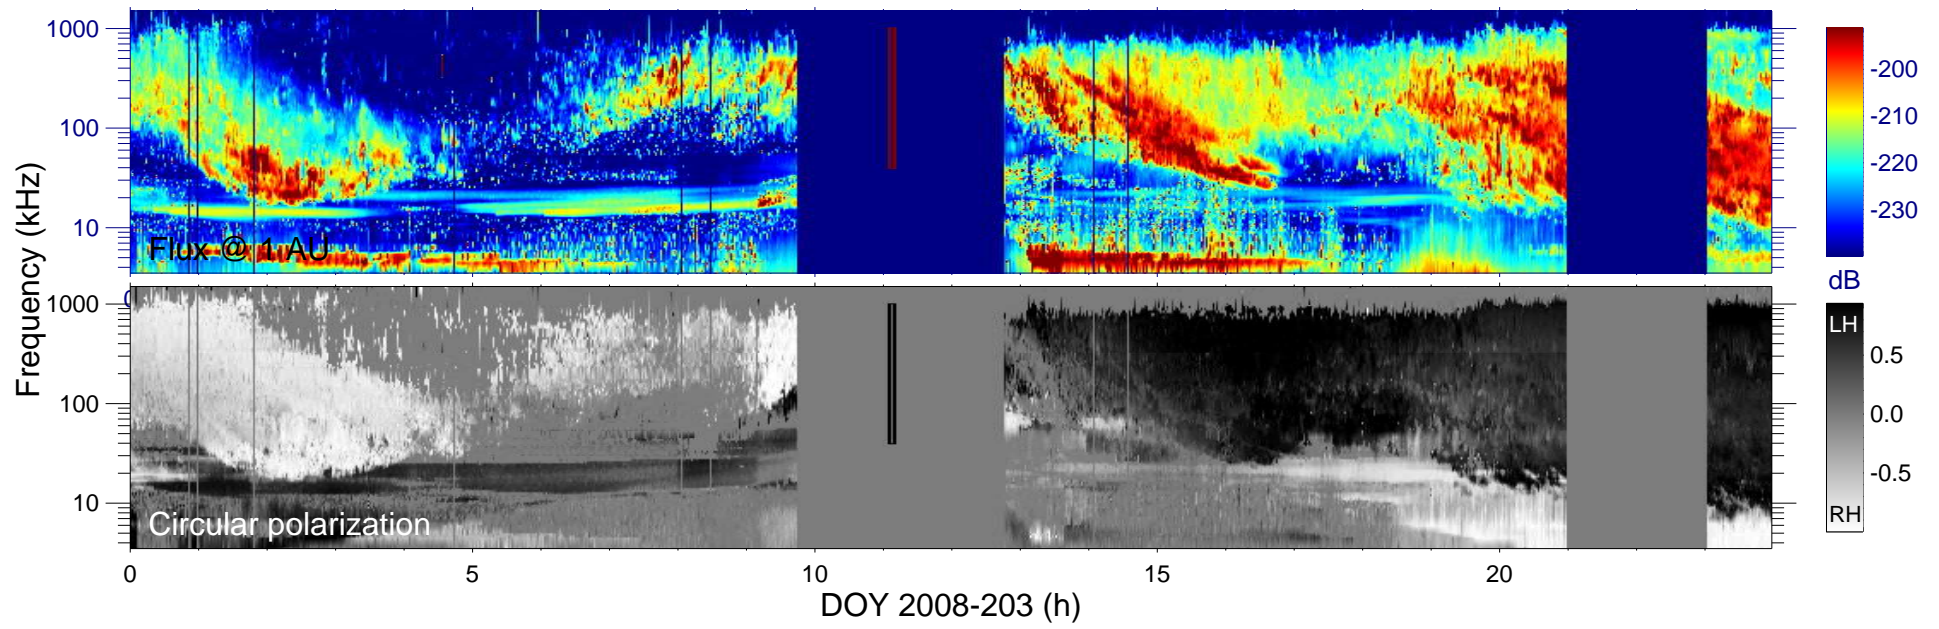 1000
100
10
Flux @ 1 AU
-200
-210
-220
-230
dB
0
Frequency (kHz)
1000
100
10
Circular polarization
LH
0.5
0.0
-0.5
RH
0
5
10
15
20
DOY 2008-203 (h)